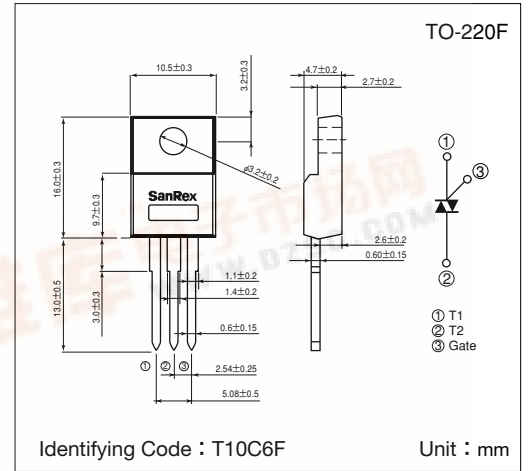 TO-220F
10.5±0.3
3.2±0.3
4.7±0.2
2.7±0.2
16.0±0.3
9.7±0.3
φ3.2±0.2
SanRex
13.0±0.5
3.0±0.3
1.1±0.2
1.4±0.2
0.6±0.15
2.54±0.25
5.08±0.5
① ② ③
2.6±0.2
0.60±0.15
①
③
②
① T1
② T2
③ Gate
Identifying Code：T10C6F
Unit：mm